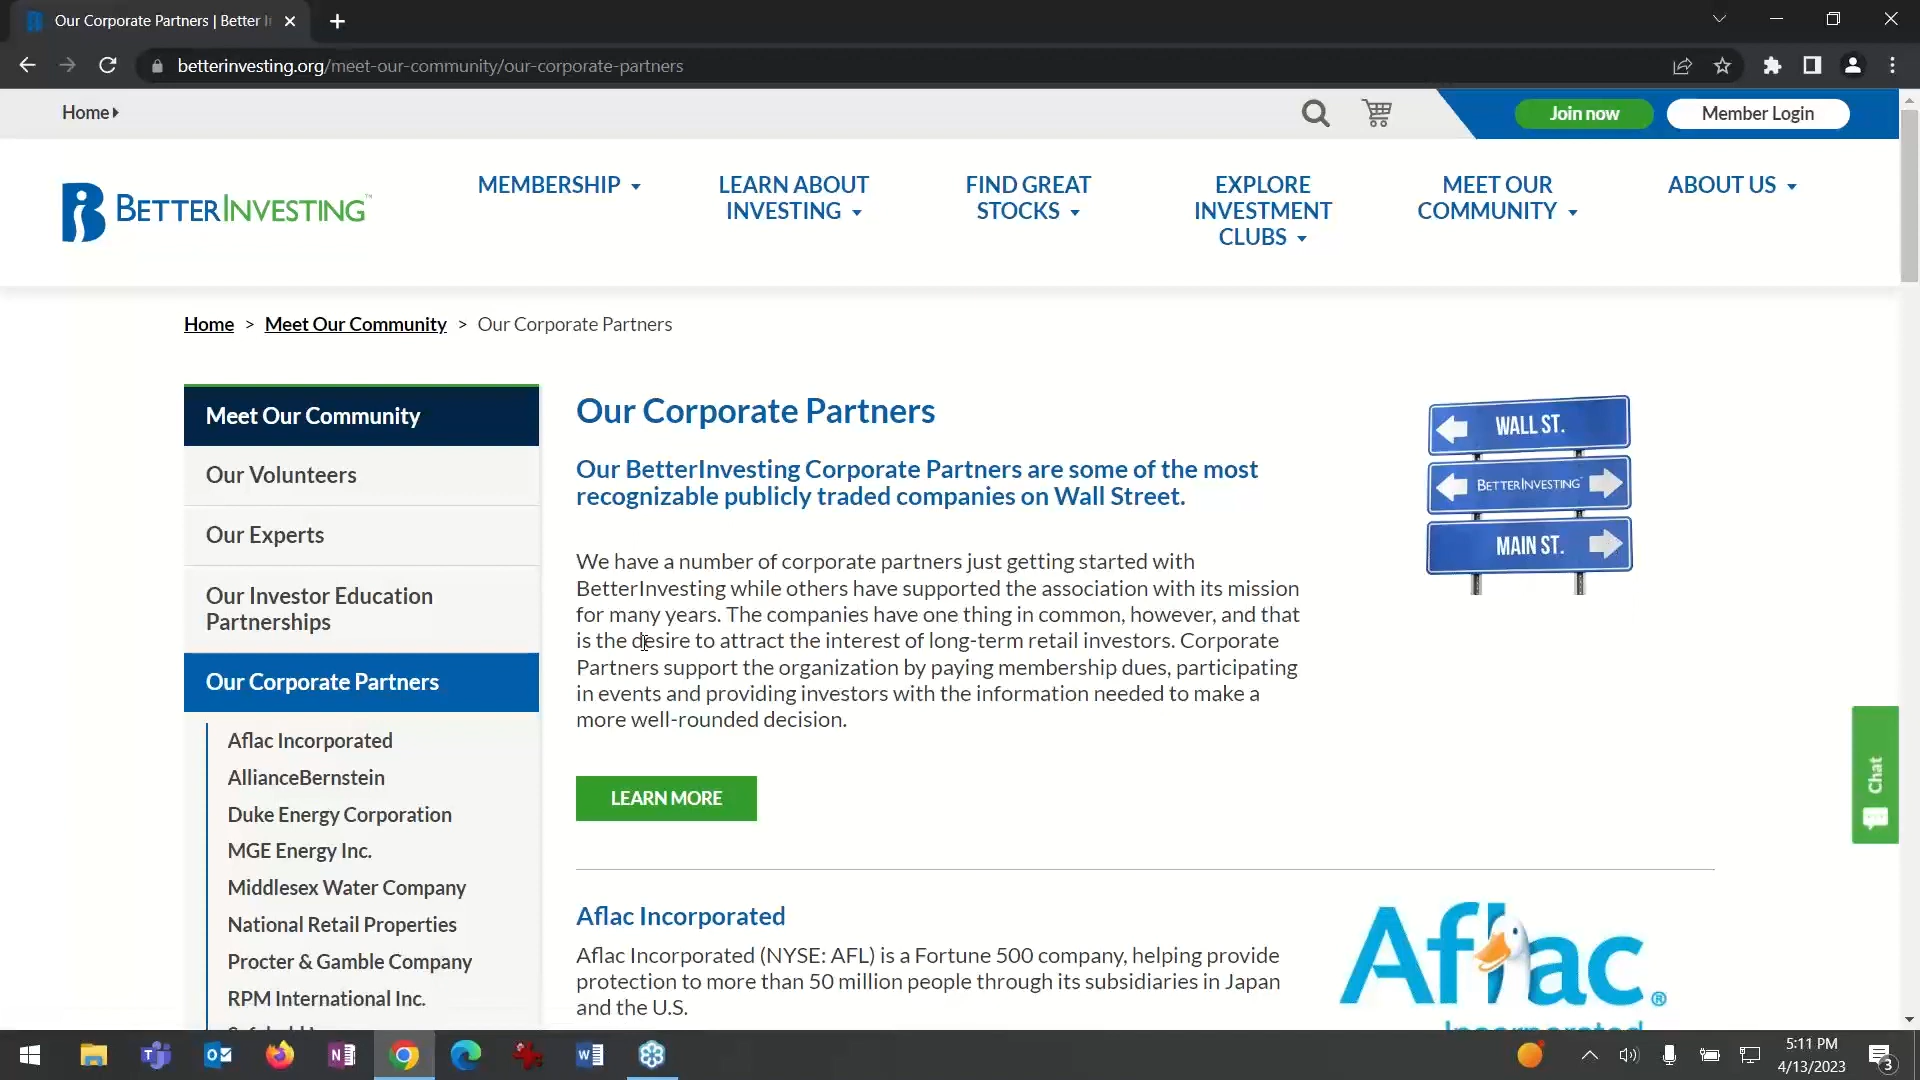 Our Corporate Partners | Better I
betterinvesting.org/meet-our-community/our-corporate-partners
Home
Join now
Member Login
BETTERINVESTING™
MEMBERSHIP
LEARN ABOUT
INVESTING
FIND GREAT
STOCKS
EXPLORE
INVESTMENT
CLUBS
MEET OUR
COMMUNITY
ABOUT US
Home > Meet Our Community > Our Corporate Partners
Meet Our Community
Our Volunteers
Our Experts
Our Investor Education
Partnerships
Our Corporate Partners
Aflac Incorporated
AllianceBernstein
Duke Energy Corporation
MGE Energy Inc.
Middlesex Water Company
National Retail Properties
Procter & Gamble Company
RPM International Inc.
Our Corporate Partners
Our BetterInvesting Corporate Partners are some of the most
recognizable publicly traded companies on Wall Street.
We have a number of corporate partners just getting started with
BetterInvesting while others have supported the association with its mission
for many years. The companies have one thing in common, however, and that
is the desire to attract the interest of long-term retail investors. Corporate
Partners support the organization by paying membership dues, participating
in events and providing investors with the information needed to make a
more well-rounded decision.
LEARN MORE
WALL ST.
BETTERINVESTING
MAIN ST.
Chat
Aflac Incorporated
Aflac Incorporated (NYSE: AFL) is a Fortune 500 company, helping provide
protection to more than 50 million people through its subsidiaries in Japan
and the U.S.
Aflac®
Incorporated
5:11 PM
4/13/2023
3